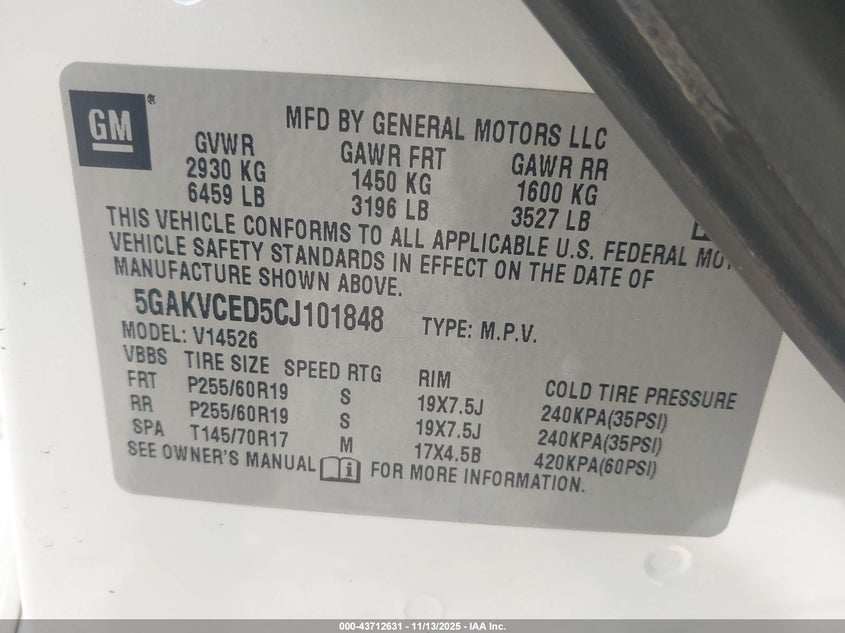 GM®
MFD BY GENERAL MOTORS LLC
GVWR GAWR FRT GAWR RR
2930 KG 1450 KG 1600 KG
6459 LB 3196 LB 3527 LB
THIS VEHICLE CONFORMS TO ALL APPLICABLE U.S. FEDERAL
VEHICLE SAFETY STANDARDS IN EFFECT ON THE DATE OF
MANUFACTURE SHOWN ABOVE.
5GAKVCED5CJ101848 TYPE: M.P.V.
MODEL: V14526
VBBS TIRE SIZE SPEED RTG RIM COLD TIRE PRESSURE
FRT P255/60R19 S 19X7.5J 240KPA(35PSI)
RR P255/60R19 S 19X7.5J 240KPA(35PSI)
SPA T145/70R17 M 17X4.5B 420KPA(60PSI)
SEE OWNER'S MANUAL FOR MORE INFORMATION.
000-43712631 - 11/13/2025 - IAA Inc.